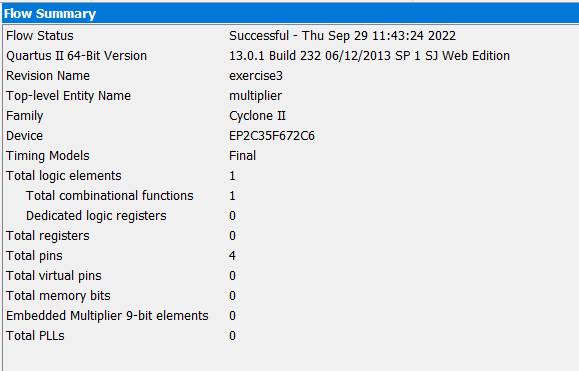 Flow Summary
Flow Status Successful - Thu Sep 29 11:43:24 2022
Quartus II 64-Bit Version 13.0.1 Build 232 06/12/2013 SP 1 SJ Web Edition
Revision Name exercise3
Top-level Entity Name multiplier
Family Cyclone II
Device EP2C35F672C6
Timing Models Final
Total logic elements 1
Total combinational functions 1
Dedicated logic registers 0
Total registers 0
Total pins 4
Total virtual pins 0
Total memory bits 0
Embedded Multiplier 9-bit elements 0
Total PLLs 0